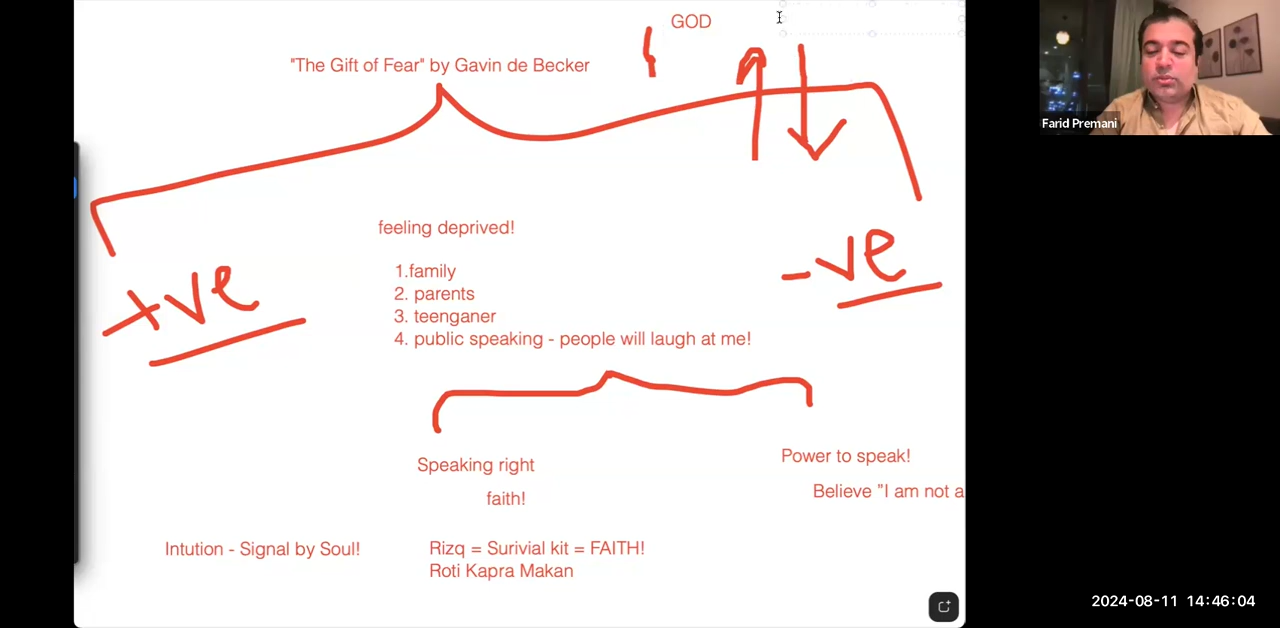 GOD
"The Gift of Fear" by Gavin de Becker
Farid Premani
feeling deprived!
+ve
-ve
1.family
2. parents
3. teenganer
4. public speaking - people will laugh at me!
Speaking right
faith!
Power to speak!
Believe "I am not a
Intution - Signal by Soul!
Rizq = Surivial kit = FAITH!
Roti Kapra Makan
2024-08-11 14:46:04